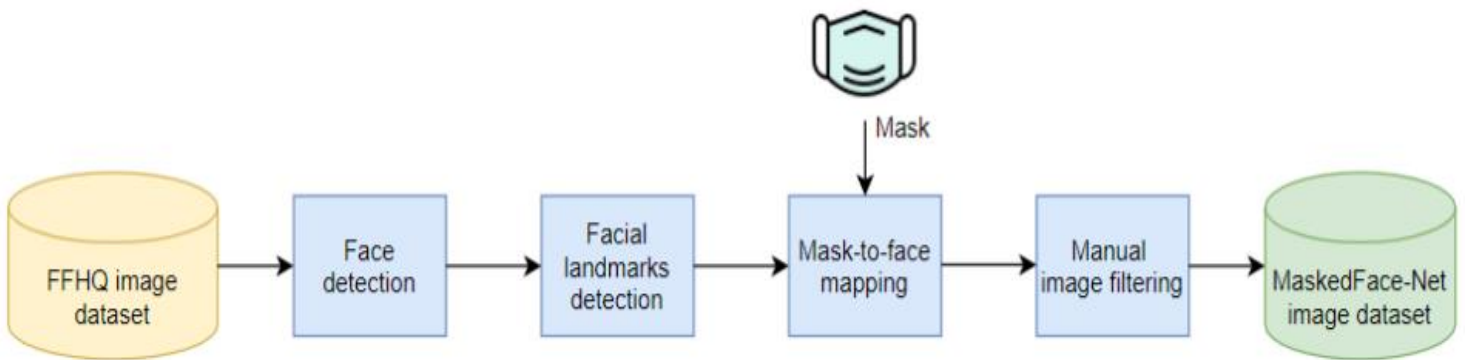 Mask
FFHQ image
dataset
Face
detection
Facial
landmarks
detection
Mask-to-face
mapping
Manual
image filtering
MaskedFace-Net
image dataset